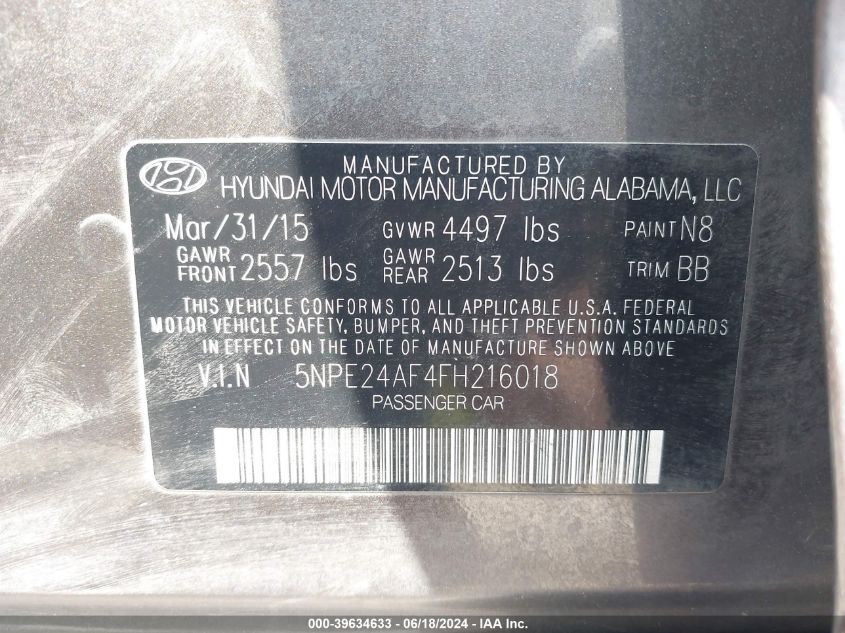 MANUFACTURED BY
HYUNDAI MOTOR MANUFACTURING ALABAMA, LLC
Mar/31/15 GVWR 4497 lbs PAINT N8
GAWR FRONT 2557 lbs GAWR REAR 2513 lbs TRIM BB
THIS VEHICLE CONFORMS TO ALL APPLICABLE U.S.A. FEDERAL
MOTOR VEHICLE SAFETY, BUMPER, AND THEFT PREVENTION STANDARDS
IN EFFECT ON THE DATE OF MANUFACTURE SHOWN ABOVE.
V.I.N 5NPE24AF4FH216018
PASSENGER CAR
000-39634633 - 06/18/2024 - IAA Inc.